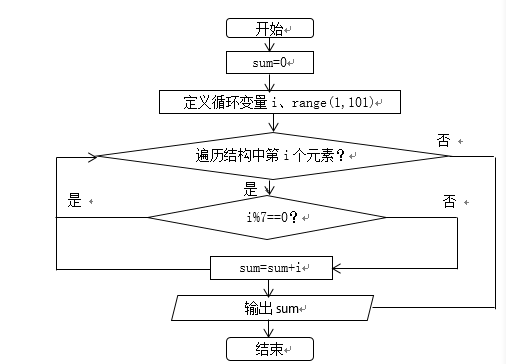 开始
sum=0
定义循环变量 i、range(1,101)
遍历结构中第 i 个元素？
否
是
是
i%7==0？
否
sum=sum+i
输出 sum
结束